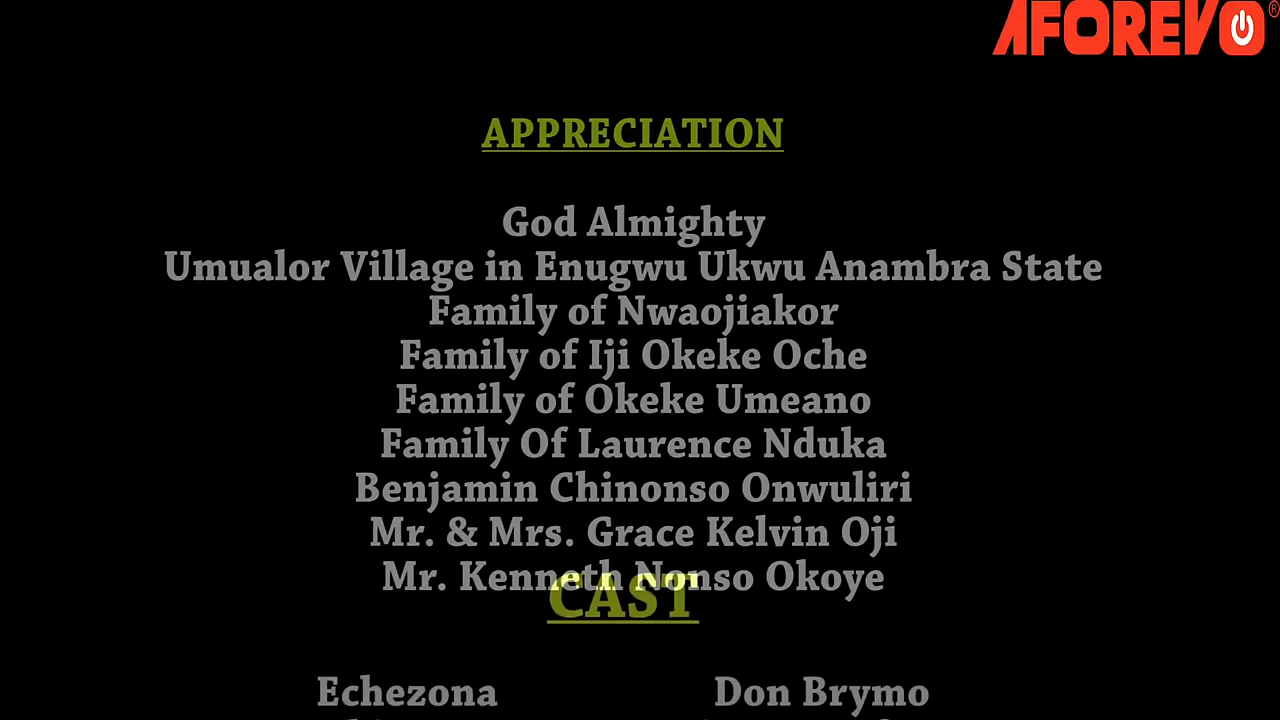 AFOREVO®
APPRECIATION
God Almighty
Umualor Village in Enugwu Ukwu Anambra State
Family of Nwaojiakor
Family of Iji Okeke Oche
Family of Okeke Umeano
Family Of Laurence Nduka
Benjamin Chinonso Onwuliri
Mr. & Mrs. Grace Kelvin Oji
Mr. Kenneth Nonso Okoye
CAST
Echezona Don Brymo